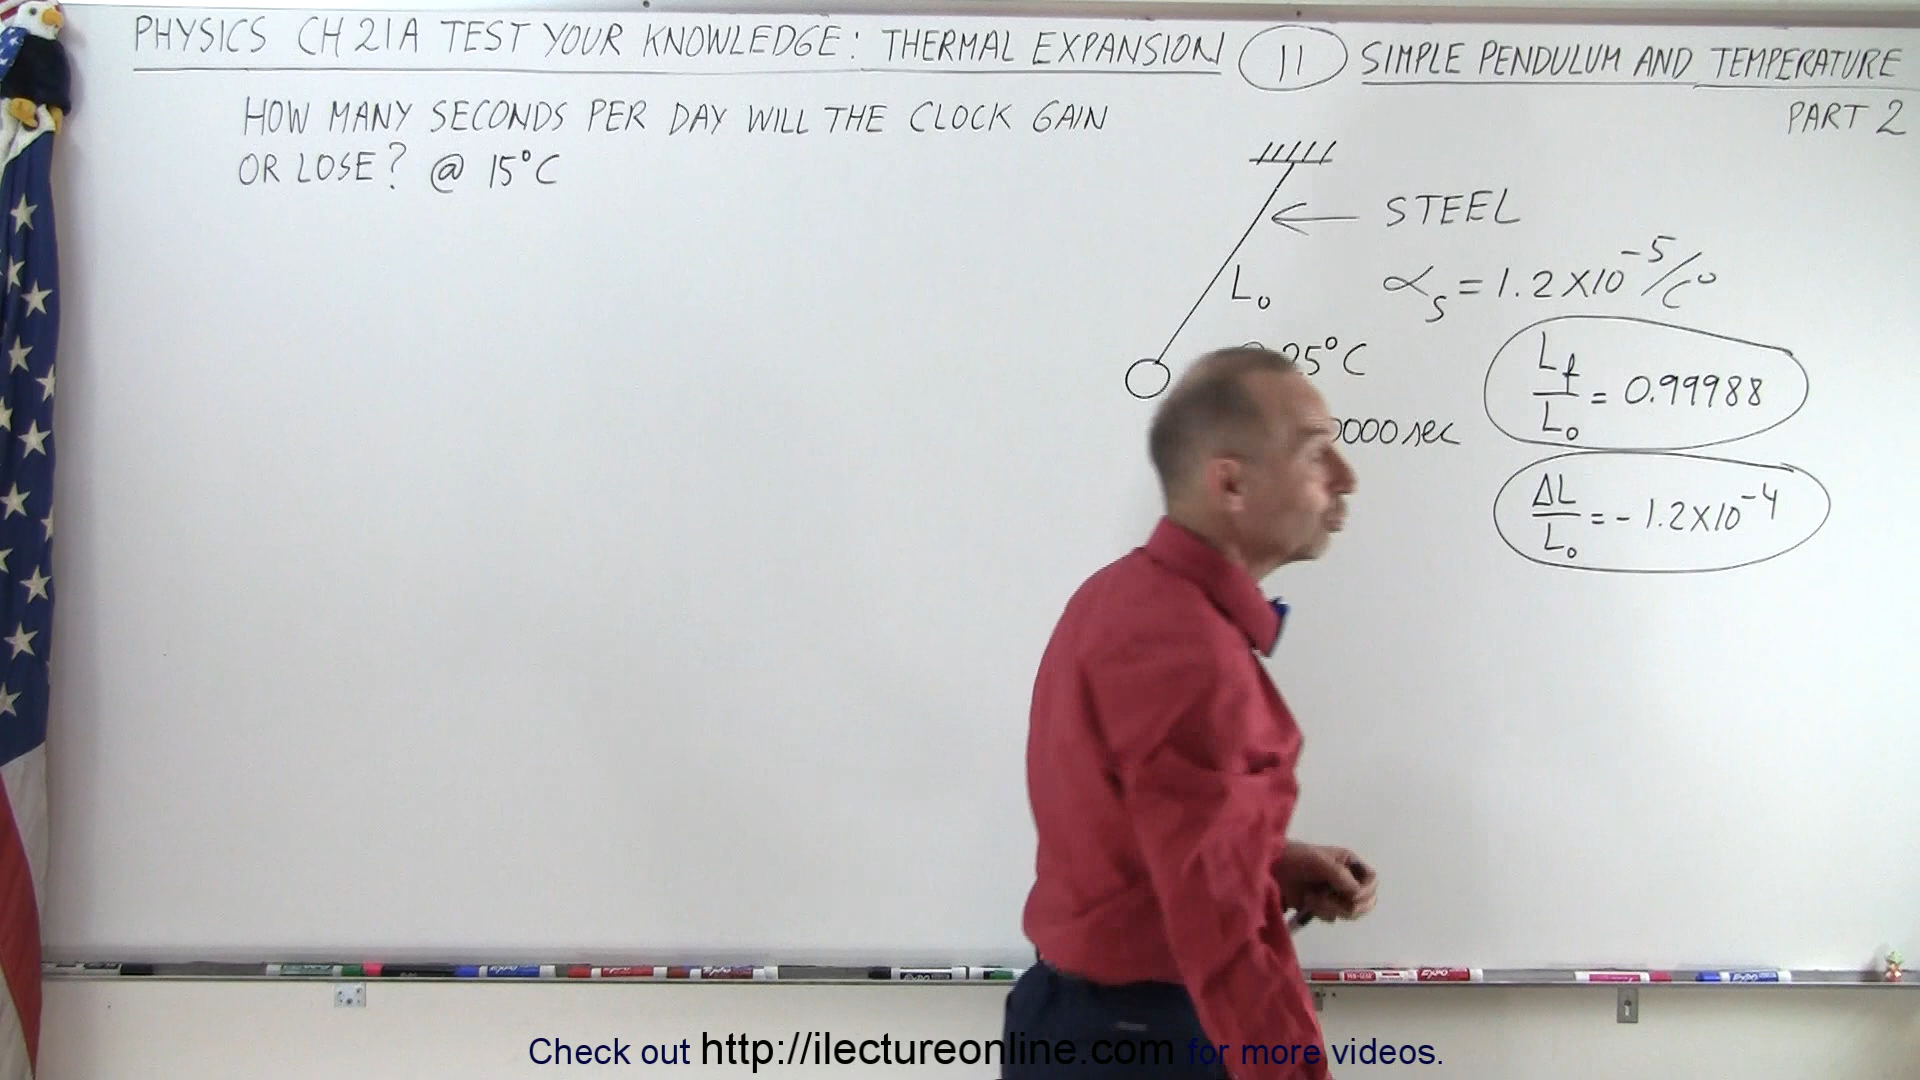 PHYSICS CH 21A TEST YOUR KNOWLEDGE: THERMAL EXPANSION 11 SIMPLE PENDULUM AND TEMPERATURE
PART 2
HOW MANY SECONDS PER DAY WILL THE CLOCK GAIN
OR LOSE? @ 15°C
STEEL
αs = 1.2 X 10⁻⁵/C°
L₀
25°C
0000 sec
Lf/L₀ = 0.99988
ΔL/L₀ = - 1.2 X 10⁻⁴
Check out http://ilectureonline.com for more videos.